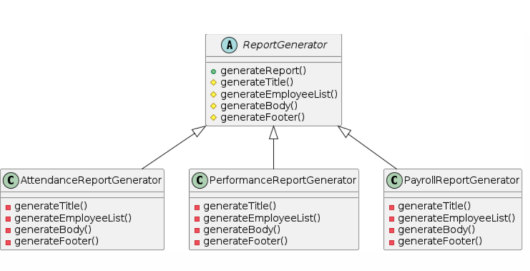 A ReportGenerator
generateReport()
generateTitle()
generateEmployeeList()
generateBody()
generateFooter()
C AttendanceReportGenerator
generateTitle()
generateEmployeeList()
generateBody()
generateFooter()
C PerformanceReportGenerator
generateTitle()
generateEmployeeList()
generateBody()
generateFooter()
C PayrollReportGenerator
generateTitle()
generateEmployeeList()
generateBody()
generateFooter()